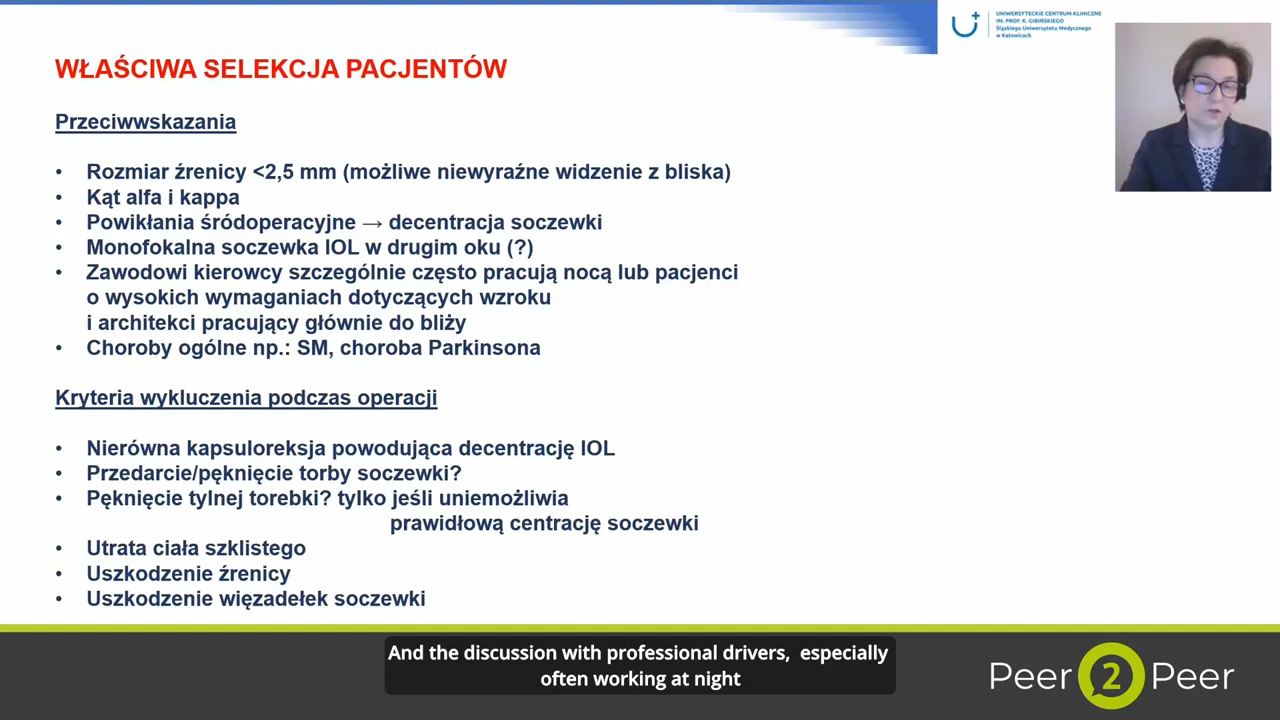 UNIWERSYTECKIE CENTRUM KLINICZNE
IM. PROF. K. GIBIŃSKIEGO
Śląskiego Uniwersytetu Medycznego
w Katowicach
WŁAŚCIWA SELEKCJA PACJENTÓW
Przeciwwskazania
• Rozmiar źrenicy <2,5 mm (możliwe niewyraźne widzenie z bliska)
• Kąt alfa i kappa
• Powikłania śródoperacyjne → decentracja soczewki
• Monofokalna soczewka IOL w drugim oku (?)
• Zawodowi kierowcy szczególnie często pracują nocą lub pacjenci
o wysokich wymaganiach dotyczących wzroku
i architekci pracujący głównie do bliży
• Choroby ogólne np.: SM, choroba Parkinsona
Kryteria wykluczenia podczas operacji
• Nierówna kapsuloreksja powodująca decentrację IOL
• Przedarcie/pęknięcie torby soczewki?
• Pęknięcie tylnej torebki? tylko jeśli uniemożliwia
prawidłową centrację soczewki
• Utrata ciała szklistego
• Uszkodzenie źrenicy
• Uszkodzenie więzadełek soczewki
And the discussion with professional drivers, especially
often working at night
Peer 2 Peer